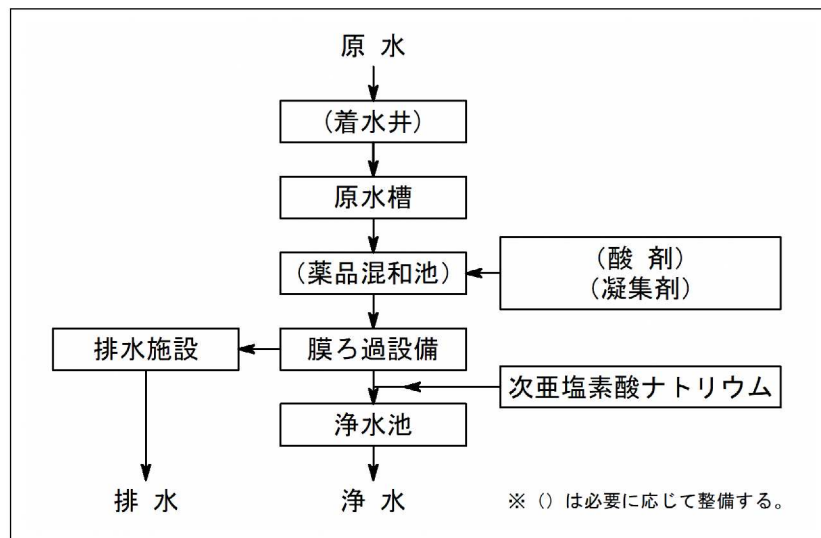 原 水
(着水井)
原水槽
(薬品混和池)
(酸 剤)
(凝集剤)
排水施設
膜ろ過設備
次亜塩素酸ナトリウム
浄水池
排 水
浄 水
※ () は必要に応じて整備する。